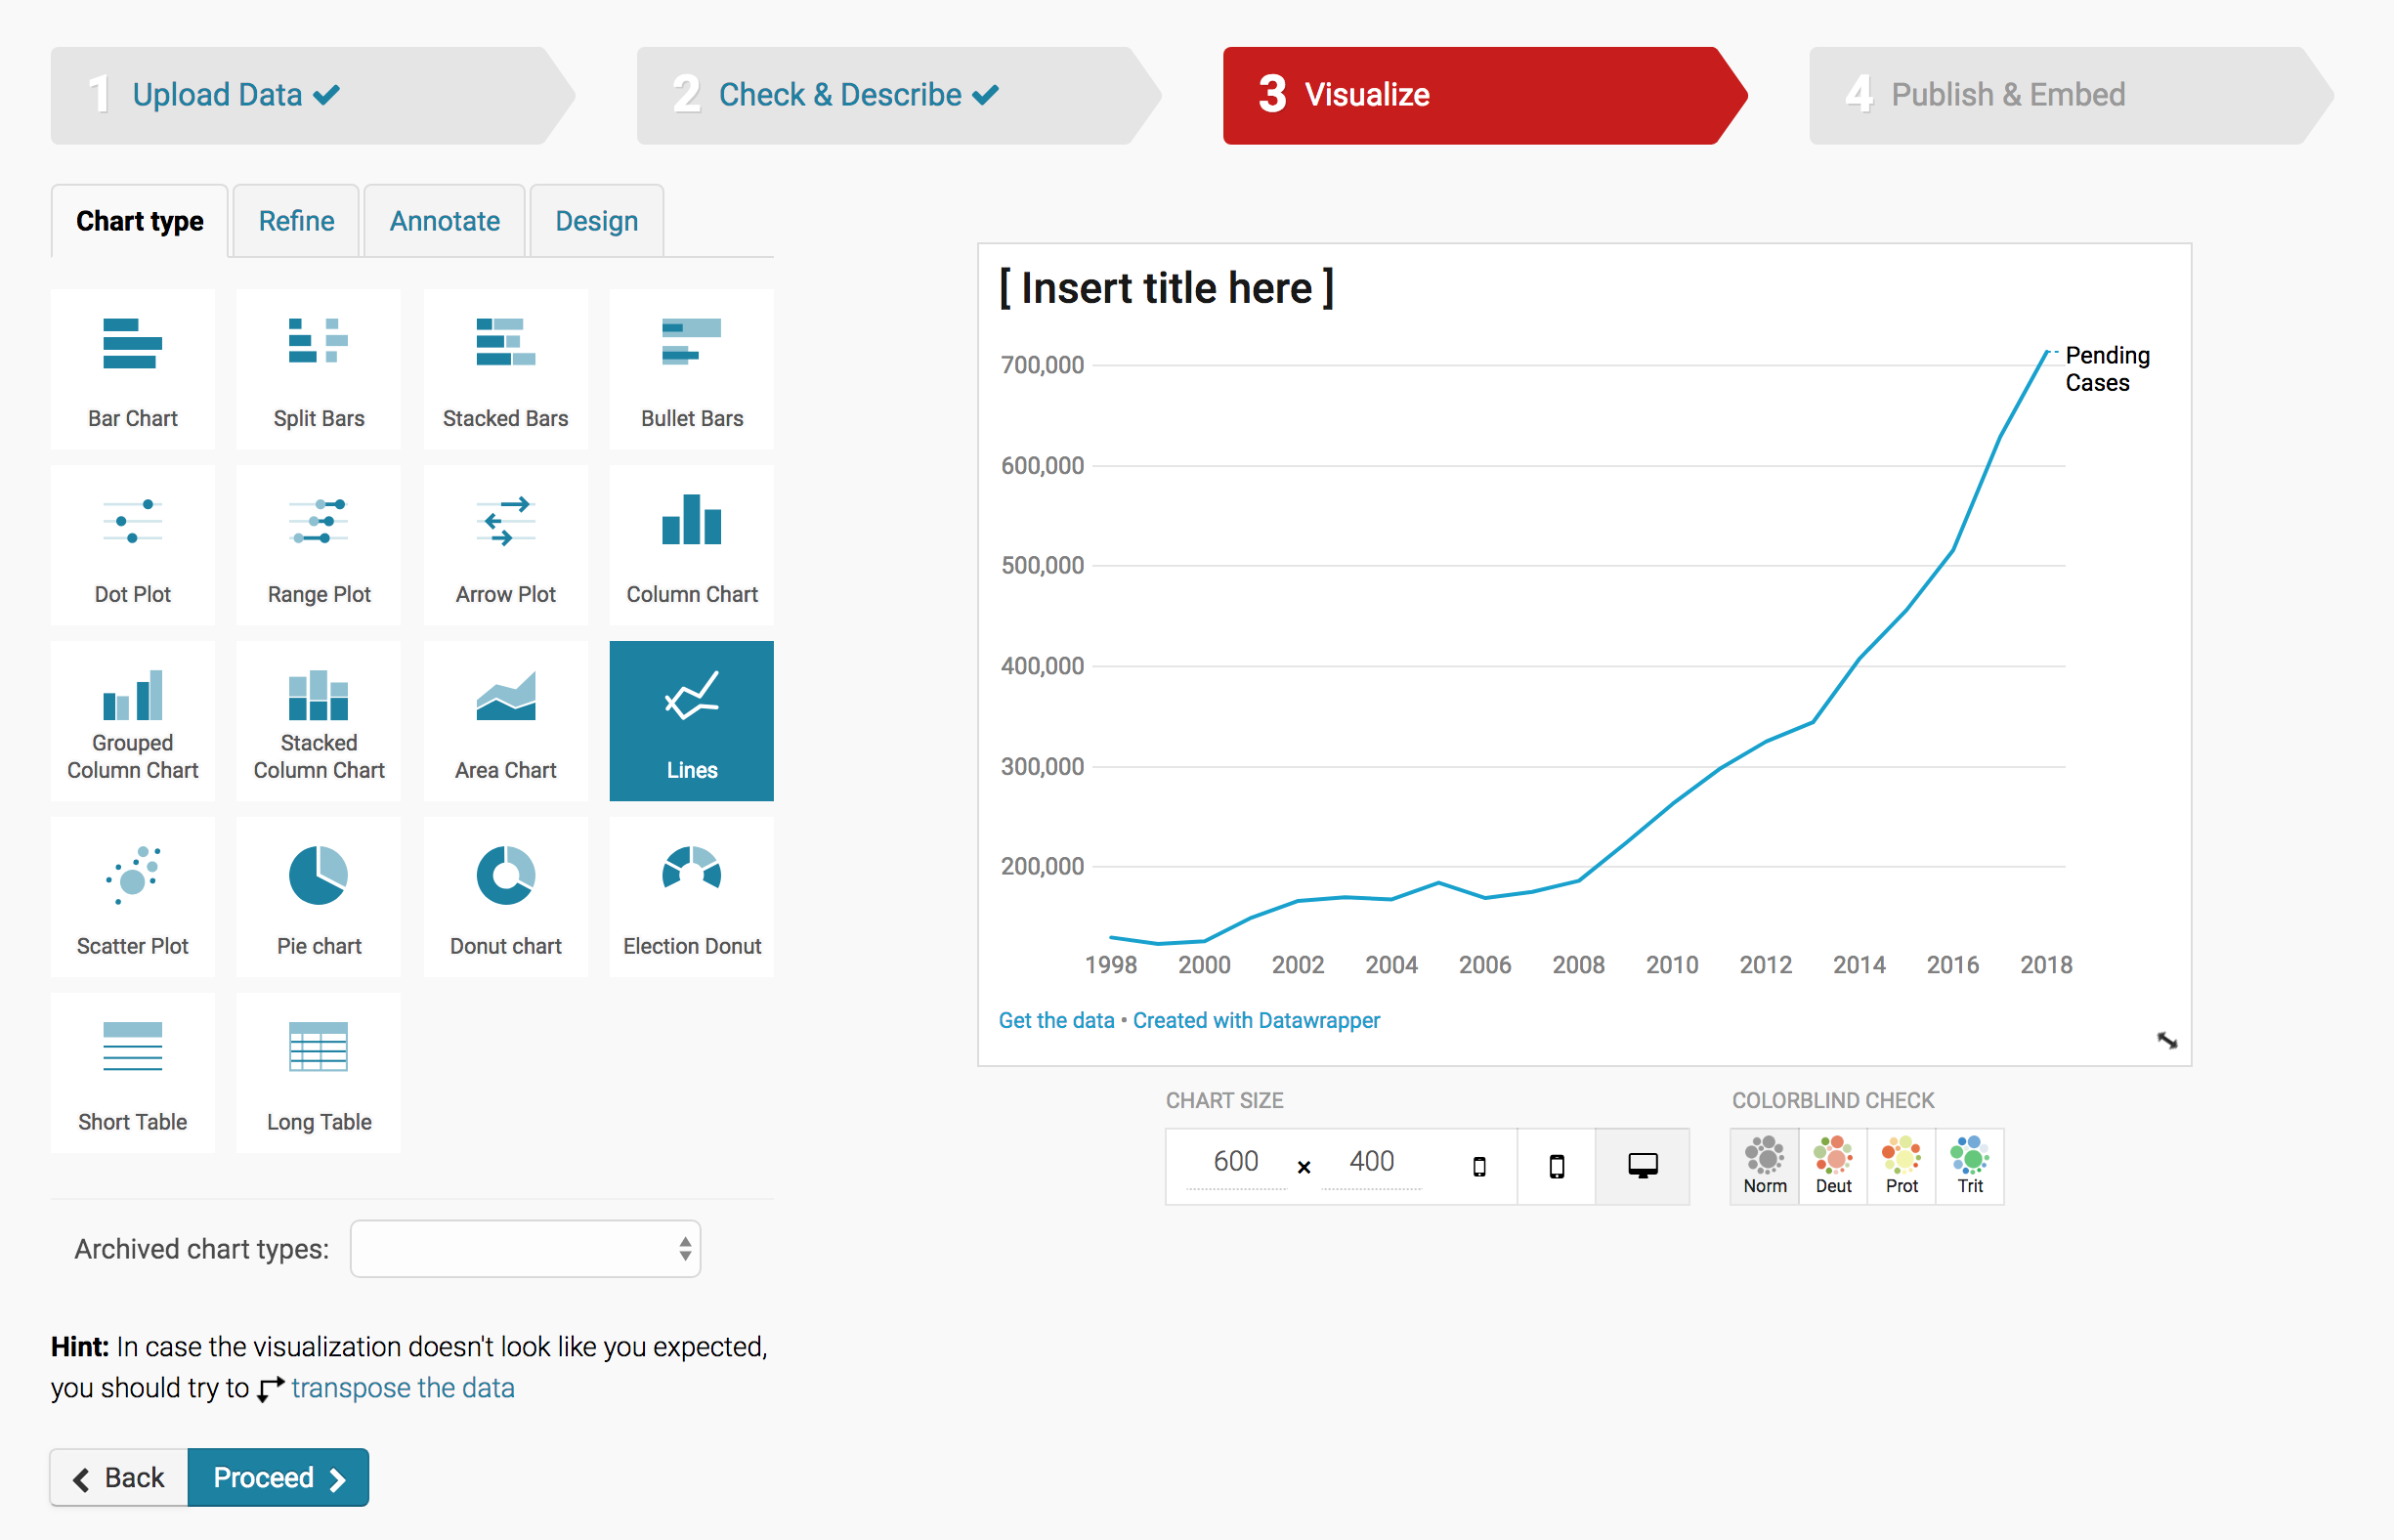 1 Upload Data
2 Check & Describe
3 Visualize
4 Publish & Embed
Chart type
Refine
Annotate
Design
Bar Chart
Split Bars
Stacked Bars
Bullet Bars
Dot Plot
Range Plot
Arrow Plot
Column Chart
Grouped
Column Chart
Stacked
Column Chart
Area Chart
Lines
Scatter Plot
Pie chart
Donut chart
Election Donut
Short Table
Long Table
Archived chart types:
Hint: In case the visualization doesn't look like you expected,
you should try to transpose the data
Back
Proceed
[ Insert title here ]
700,000
600,000
500,000
400,000
300,000
200,000
Pending
Cases
1998 2000 2002 2004 2006 2008 2010 2012 2014 2016 2018
Get the data • Created with Datawrapper
CHART SIZE
600 × 400
COLORBLIND CHECK
Norm
Deut
Prot
Trit